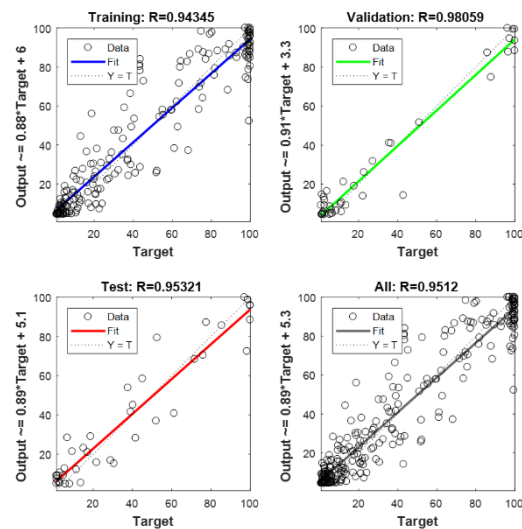 Training: R=0.94345
Output ~= 0.88*Target + 6
100
80
60
40
20
Data
Fit
Y = T
20 40 60 80 100
Target
Validation: R=0.98059
Output ~= 0.91*Target + 3.3
100
80
60
40
20
Data
Fit
Y = T
20 40 60 80 100
Target
Test: R=0.95321
Output ~= 0.89*Target + 5.1
100
80
60
40
20
Data
Fit
Y = T
20 40 60 80 100
Target
All: R=0.9512
Output ~= 0.89*Target + 5.3
100
80
60
40
20
Data
Fit
Y = T
20 40 60 80 100
Target